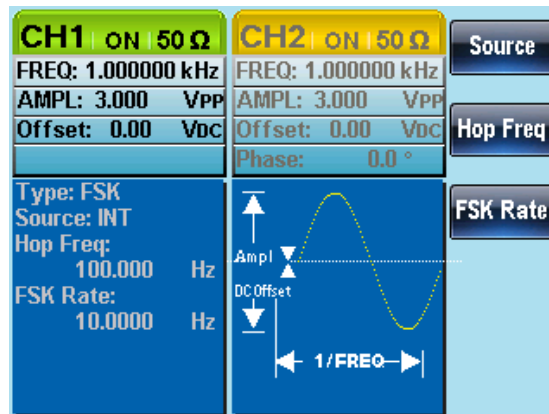 CH1 ON 50 Ω
FREQ: 1.000000 kHz
AMPL: 3.000 VPP
Offset: 0.00 VDC
CH2 ON 50 Ω
FREQ: 1.000000 kHz
AMPL: 3.000 VPP
Offset: 0.00 VDC
Phase: 0.0 °
Type: FSK
Source: INT
Hop Freq:
100.000 Hz
FSK Rate:
10.0000 Hz
Ampl
DC Offset
1/FREQ
Source
Hop Freq
FSK Rate